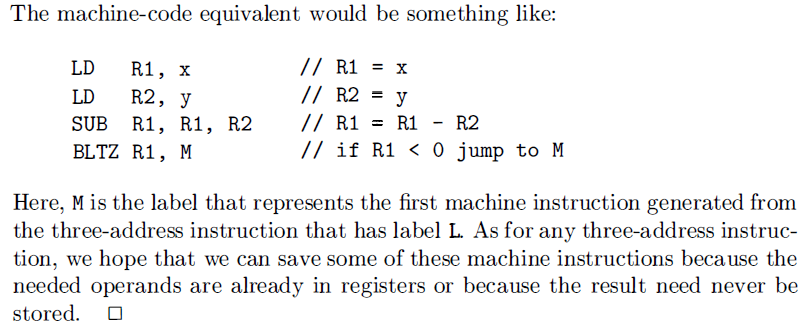 The machine-code equivalent would be something like:
LD R1, x // R1 = x
LD R2, y // R2 = y
SUB R1, R1, R2 // R1 = R1 - R2
BLTZ R1, M // if R1 < 0 jump to M
Here, M is the label that represents the first machine instruction generated from
the three-address instruction that has label L. As for any three-address instruc-
tion, we hope that we can save some of these machine instructions because the
needed operands are already in registers or because the result need never be
stored. □